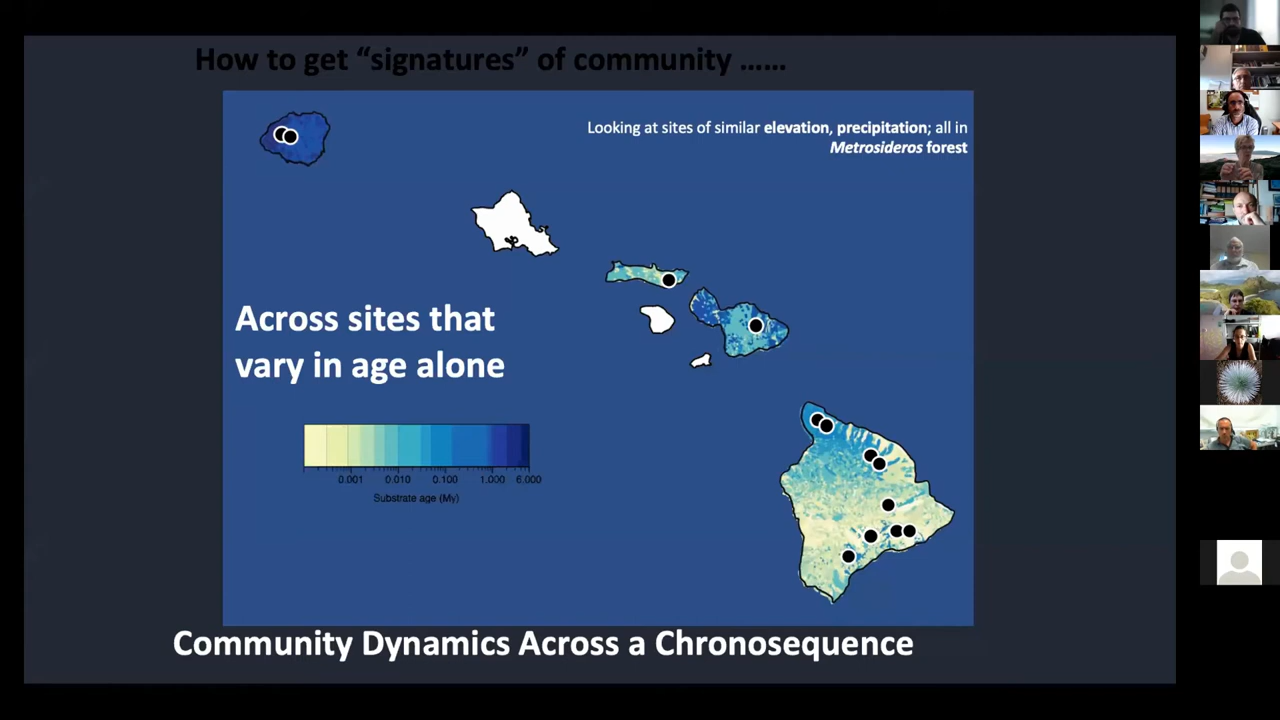 How to get “signatures” of community ......
Looking at sites of similar elevation, precipitation; all in
Metrosideros forest
Across sites that
vary in age alone
0.001 0.010 0.100 1.000 6.000
Substrate age (My)
Community Dynamics Across a Chronosequence